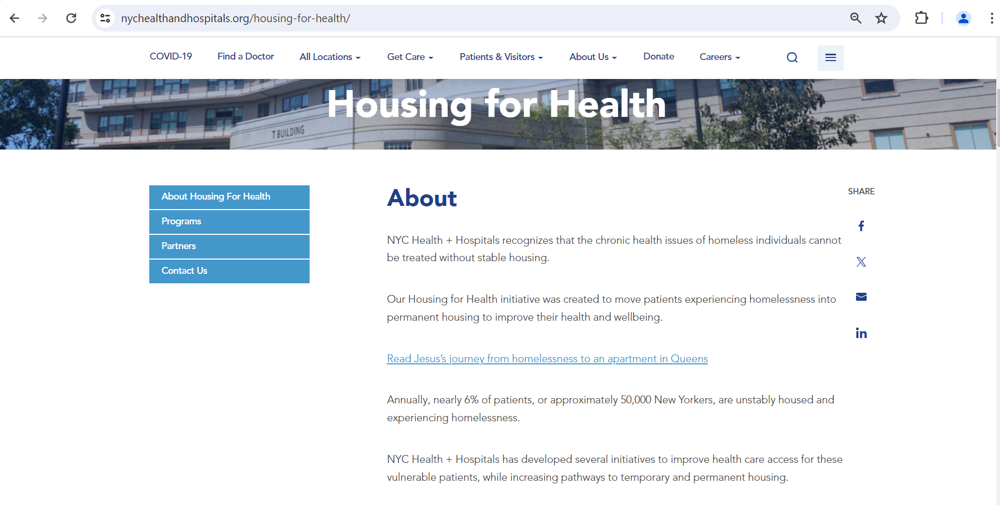 nychealthandhospitals.org/housing-for-health/
COVID-19 Find a Doctor All Locations Get Care Patients & Visitors About Us Donate Careers
Housing for Health
T BUILDING
About Housing For Health
Programs
Partners
Contact Us
About
NYC Health + Hospitals recognizes that the chronic health issues of homeless individuals cannot
be treated without stable housing.
Our Housing for Health initiative was created to move patients experiencing homelessness into
permanent housing to improve their health and wellbeing.
Read Jesus’s journey from homelessness to an apartment in Queens
Annually, nearly 6% of patients, or approximately 50,000 New Yorkers, are unstably housed and
experiencing homelessness.
NYC Health + Hospitals has developed several initiatives to improve health care access for these
vulnerable patients, while increasing pathways to temporary and permanent housing.
SHARE